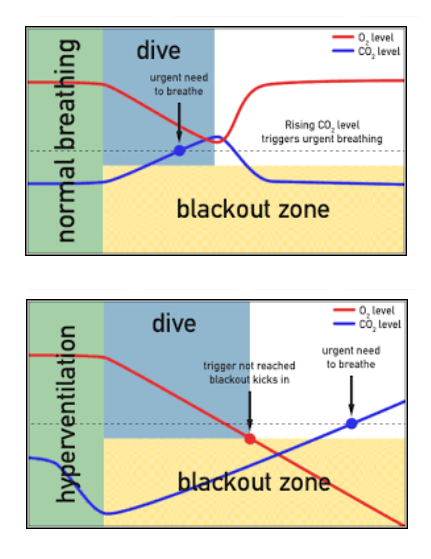 O2 level
CO2 level
dive
urgent need
to breathe
normal breathing
Rising CO2 level
triggers urgent breathing
blackout zone
O2 level
CO2 level
dive
urgent need
to breathe
trigger not reached
blackout kicks in
hyperventilation
blackout zone